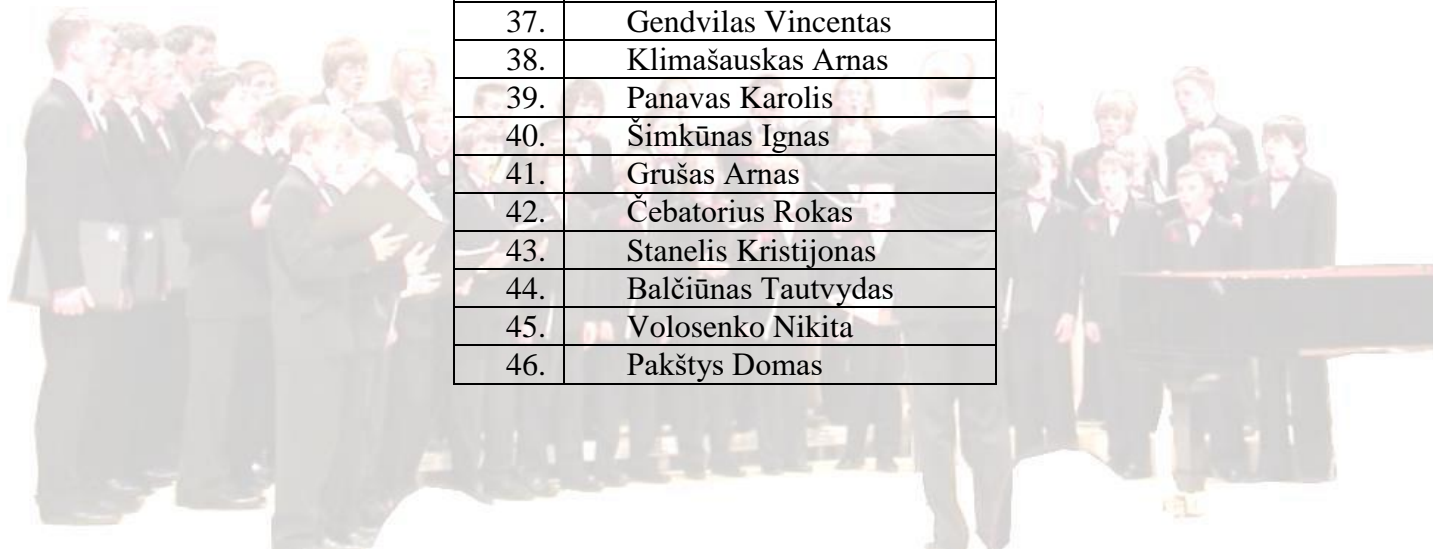 37. Gendvilas Vincentas
38. Klimašauskas Arnas
39. Panavas Karolis
40. Šimkūnas Ignas
41. Grušas Arnas
42. Čebatorius Rokas
43. Stanelis Kristijonas
44. Balčiūnas Tautvydas
45. Volosenko Nikita
46. Pakštys Domas